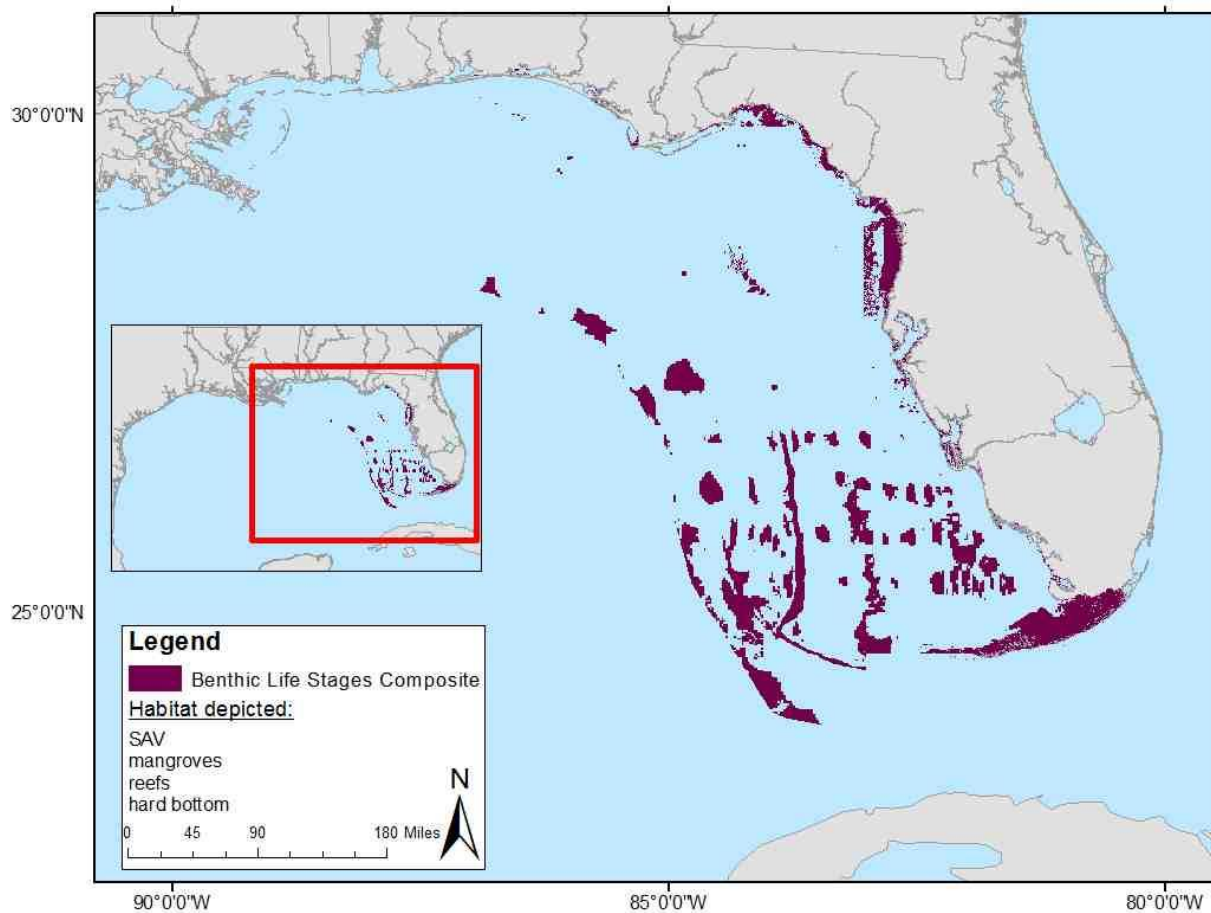 30°0'0"N
25°0'0"N
Legend
Benthic Life Stages Composite
Habitat depicted:
SAV
mangroves
reefs
hard bottom
N
0 45 90 180 Miles
90°0'0"W 85°0'0"W 80°0'0"W